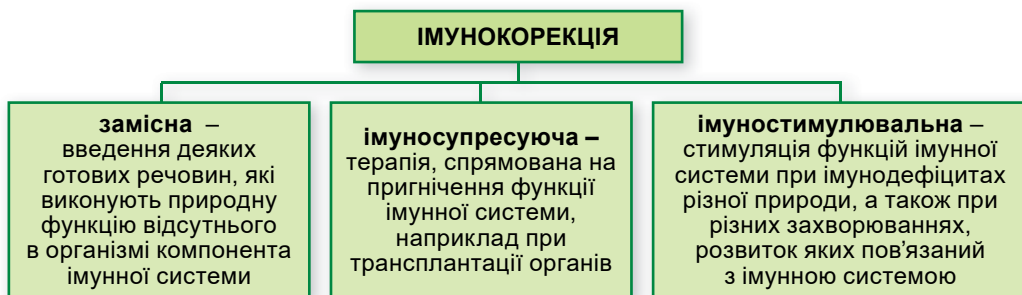 ІМУНОКОРЕКЦІЯ
замісна –
введення деяких
готових речовин, які
виконують природну
функцію відсутнього
в організмі компонента
імунної системи
імуносупресуюча –
терапія, спрямована на
пригнічення функції
імунної системи,
наприклад при
трансплантації органів
імуностимулювальна –
стимуляція функцій імунної
системи при імунодефіцитах
різної природи, а також при
різних захворюваннях,
розвиток яких пов’язаний
з імунною системою